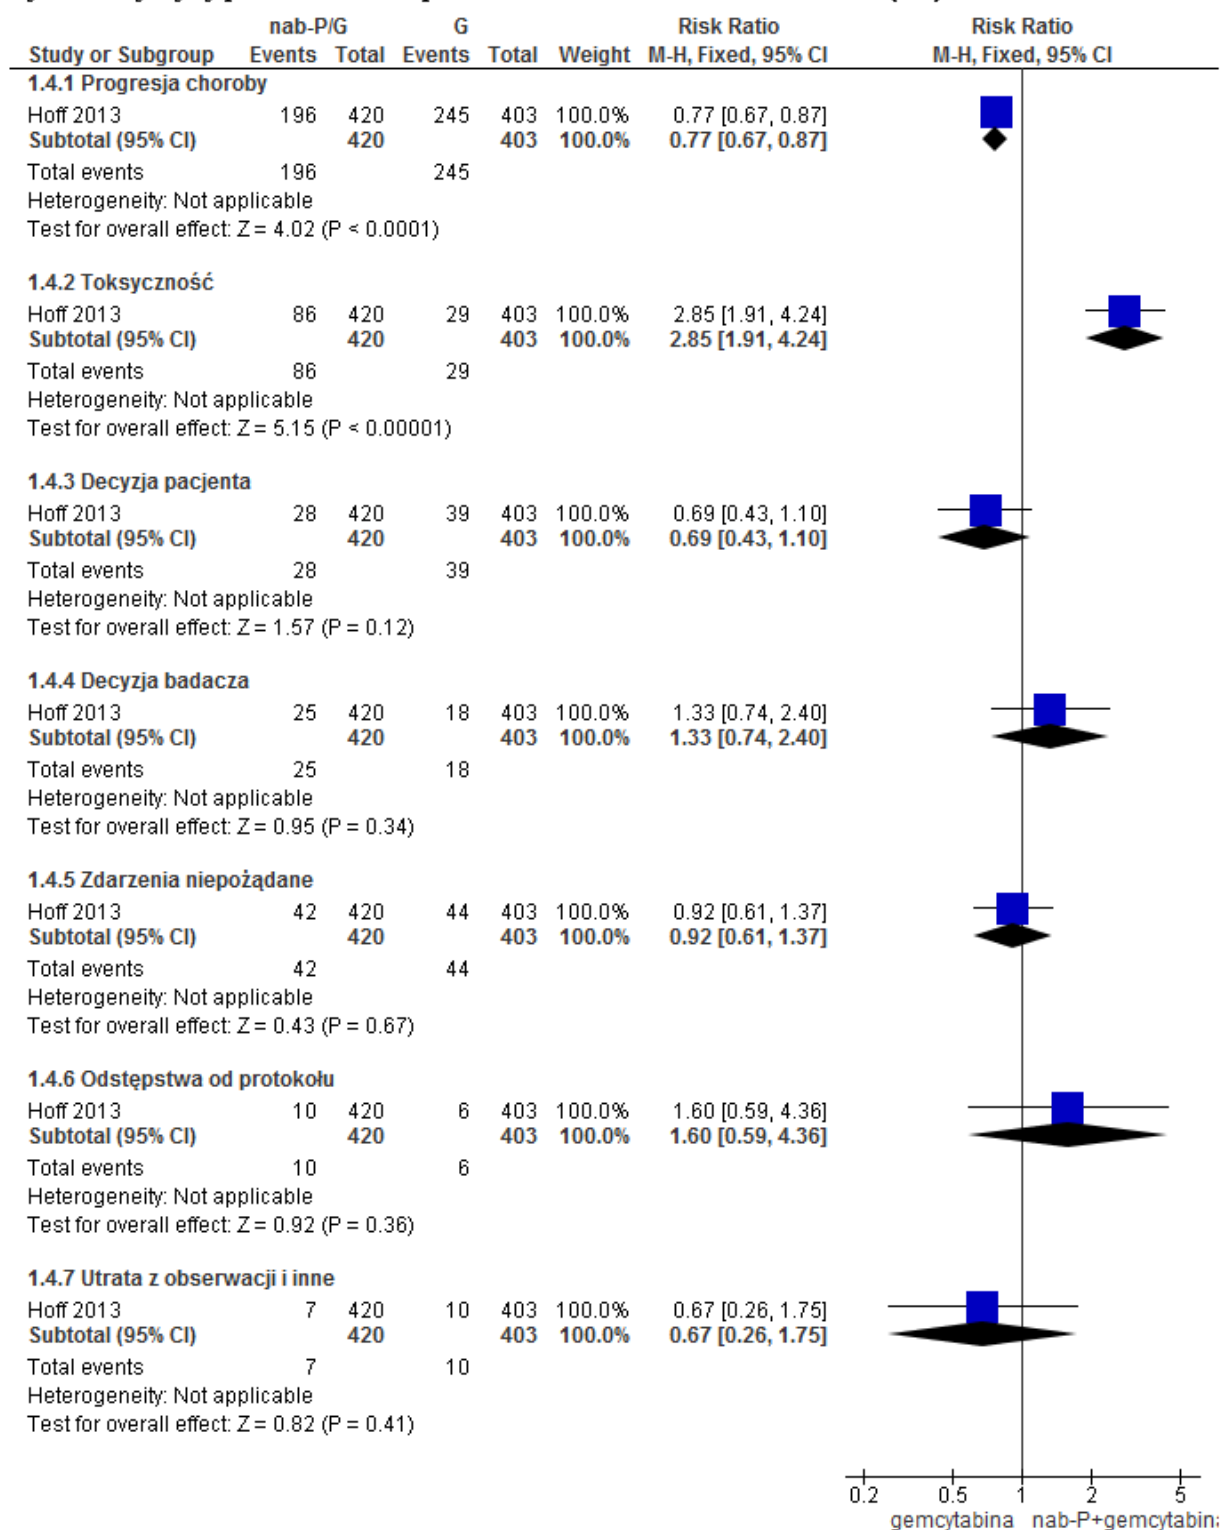 nab-P/G G Risk Ratio Risk Ratio
Study or Subgroup Events Total Events Total Weight M-H, Fixed, 95% CI M-H, Fixed, 95% CI
1.4.1 Progresja choroby
Hoff 2013 196 420 245 403 100.0% 0.77 [0.67, 0.87]
Subtotal (95% CI) 420 403 100.0% 0.77 [0.67, 0.87]
Total events 196 245
Heterogeneity: Not applicable
Test for overall effect: Z = 4.02 (P < 0.0001)
1.4.2 Toksyczność
Hoff 2013 86 420 29 403 100.0% 2.85 [1.91, 4.24]
Subtotal (95% CI) 420 403 100.0% 2.85 [1.91, 4.24]
Total events 86 29
Heterogeneity: Not applicable
Test for overall effect: Z = 5.15 (P < 0.00001)
1.4.3 Decyzja pacjenta
Hoff 2013 28 420 39 403 100.0% 0.69 [0.43, 1.10]
Subtotal (95% CI) 420 403 100.0% 0.69 [0.43, 1.10]
Total events 28 39
Heterogeneity: Not applicable
Test for overall effect: Z = 1.57 (P = 0.12)
1.4.4 Decyzja badacza
Hoff 2013 25 420 18 403 100.0% 1.33 [0.74, 2.40]
Subtotal (95% CI) 420 403 100.0% 1.33 [0.74, 2.40]
Total events 25 18
Heterogeneity: Not applicable
Test for overall effect: Z = 0.95 (P = 0.34)
1.4.5 Zdarzenia niepożądane
Hoff 2013 42 420 44 403 100.0% 0.92 [0.61, 1.37]
Subtotal (95% CI) 420 403 100.0% 0.92 [0.61, 1.37]
Total events 42 44
Heterogeneity: Not applicable
Test for overall effect: Z = 0.43 (P = 0.67)
1.4.6 Odstępstwa od protokołu
Hoff 2013 10 420 6 403 100.0% 1.60 [0.59, 4.36]
Subtotal (95% CI) 420 403 100.0% 1.60 [0.59, 4.36]
Total events 10 6
Heterogeneity: Not applicable
Test for overall effect: Z = 0.92 (P = 0.36)
1.4.7 Utrata z obserwacji i inne
Hoff 2013 7 420 10 403 100.0% 0.67 [0.26, 1.75]
Subtotal (95% CI) 420 403 100.0% 0.67 [0.26, 1.75]
Total events 7 10
Heterogeneity: Not applicable
Test for overall effect: Z = 0.82 (P = 0.41)
0.2 0.5 1 2 5
gemcytabina nab-P+gemcytabina